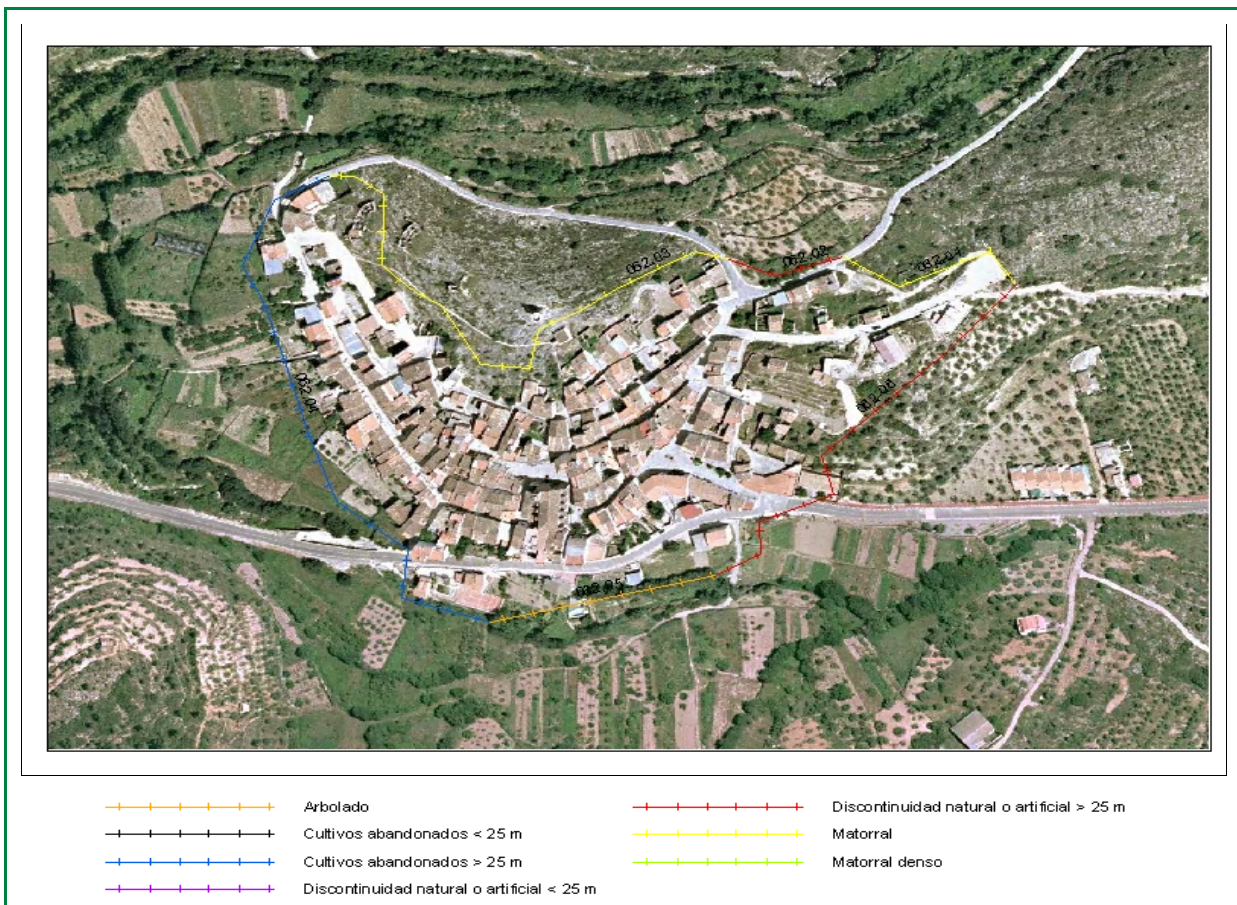 062.03
062.02
062.01
062.06
062.04
062.05
Arbolado
Cultivos abandonados < 25 m
Cultivos abandonados > 25 m
Discontinuidad natural o artificial < 25 m
Discontinuidad natural o artificial > 25 m
Matorral
Matorral denso